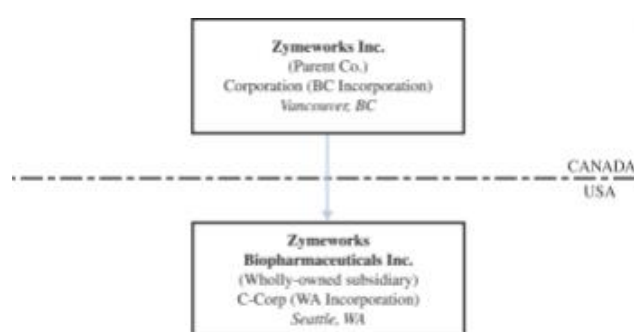 Zymeworks Inc.
(Parent Co.)
Corporation (BC Incorporation)
Vancouver, BC
CANADA
USA
Zymeworks
Biopharmaceuticals Inc.
(Wholly-owned subsidiary)
C-Corp (WA Incorporation)
Seattle, WA